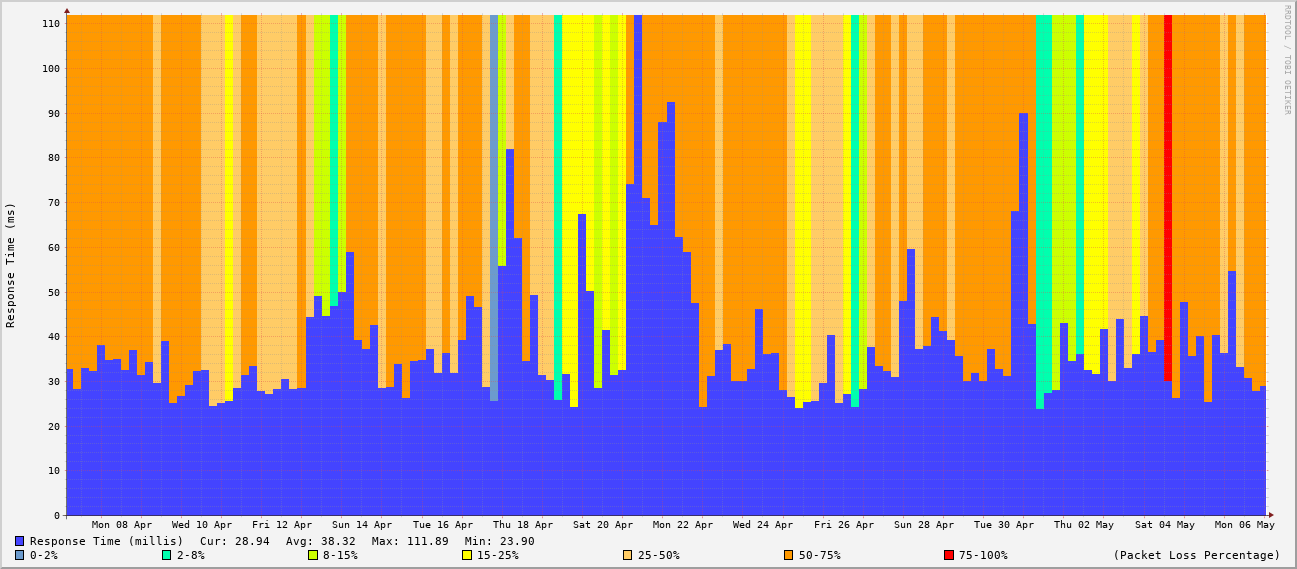 RRDTOOL / TOBI OETIKER
Response Time (ms)
110
100
90
80
70
60
50
40
30
20
10
0
Mon 08 Apr Wed 10 Apr Fri 12 Apr Sun 14 Apr Tue 16 Apr Thu 18 Apr Sat 20 Apr Mon 22 Apr Wed 24 Apr Fri 26 Apr Sun 28 Apr Tue 30 Apr Thu 02 May Sat 04 May Mon 06 May
Response Time (millis) Cur: 28.94 Avg: 38.32 Max: 111.89 Min: 23.90
0-2% 2-8% 8-15% 15-25% 25-50% 50-75% 75-100% (Packet Loss Percentage)